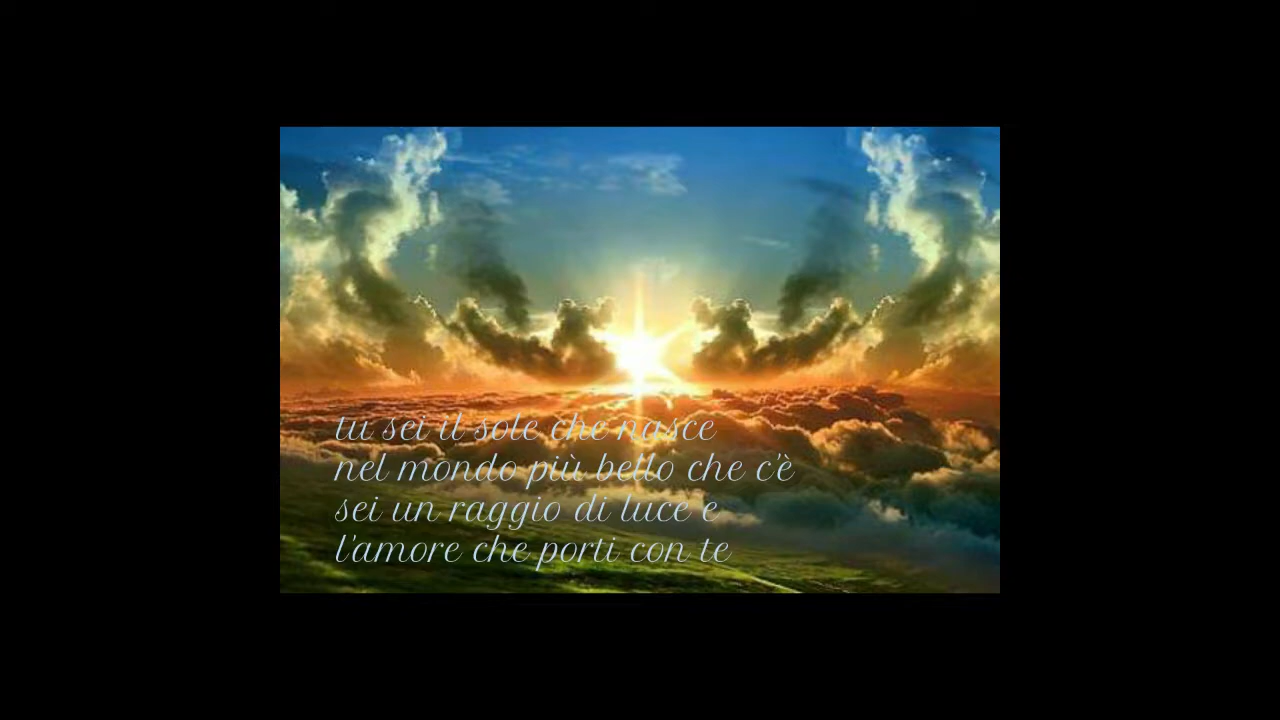 tu sei il sole che nasce
nel mondo più bello che c'è
sei un raggio di luce e
l'amore che porti con te